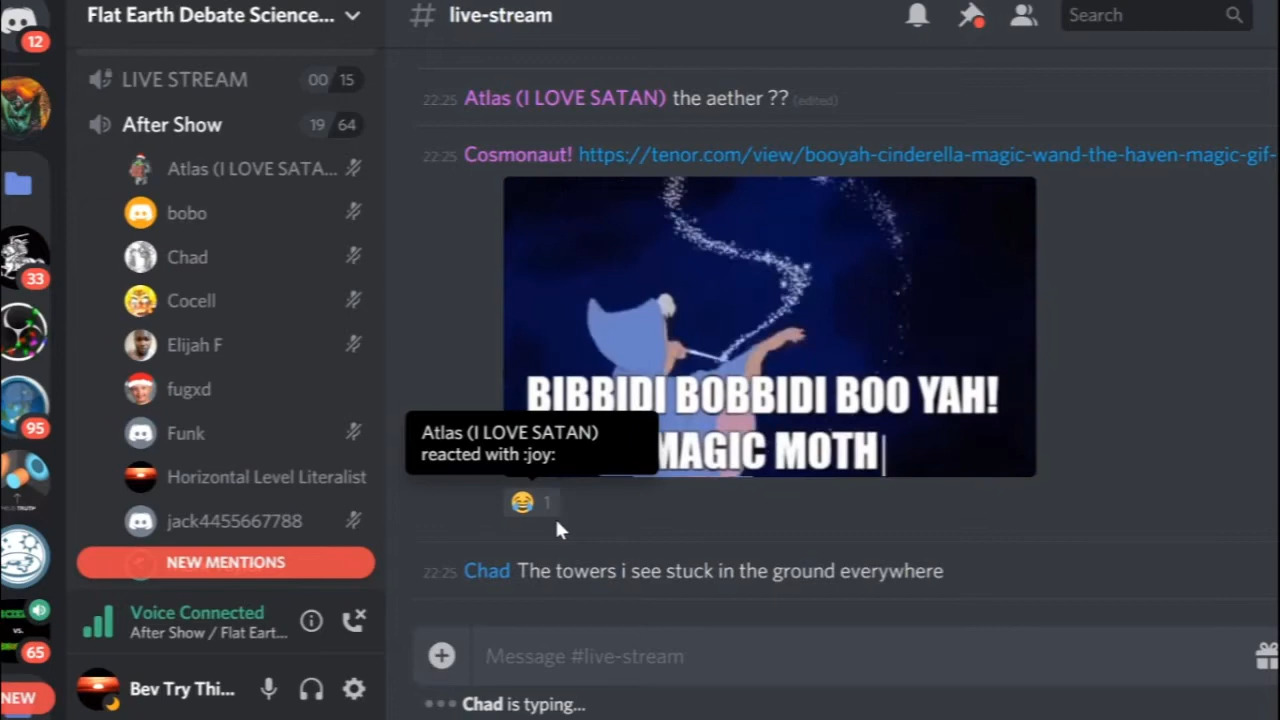 Flat Earth Debate Science...
# live-stream
Search
12
33
95
65
NEW
LIVE STREAM 00 15
After Show 19 64
Atlas (I LOVE SATA...
bobo
Chad
Cocell
Elijah F
fugxd
Funk
Horizontal Level Literalist
jack4455667788
NEW MENTIONS
Voice Connected
After Show / Flat Eart...
Bev Try Thi...
22:25 Atlas (I LOVE SATAN) the aether ?? (edited)
22:25 Cosmonaut! https://tenor.com/view/booyah-cinderella-magic-wand-the-haven-magic-gif-
BIBBIDI BOBBIDI BOO YAH!
MAGIC MOTH
Atlas (I LOVE SATAN)
reacted with :joy:
1
22:25 Chad The towers i see stuck in the ground everywhere
Message #live-stream
Chad is typing...